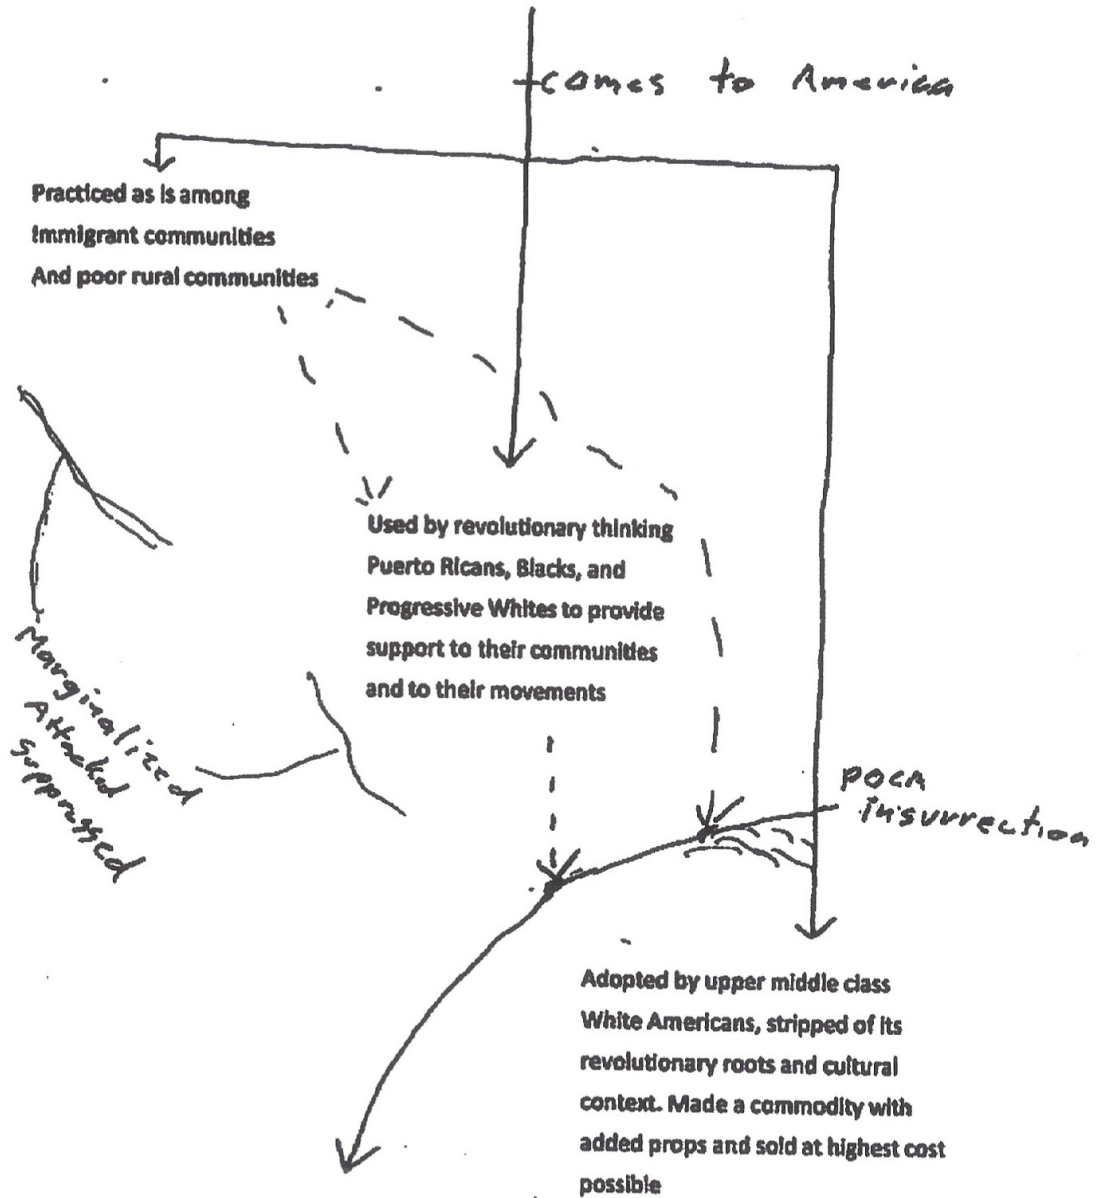 comes to America
Practiced as is among
Immigrant communities
And poor rural communities
Used by revolutionary thinking
Puerto Ricans, Blacks, and
Progressive Whites to provide
support to their communities
and to their movements
Marginalized
Attacked
Suppressed
POCA
insurrection
Adopted by upper middle class
White Americans, stripped of its
revolutionary roots and cultural
context. Made a commodity with
added props and sold at highest cost
possible